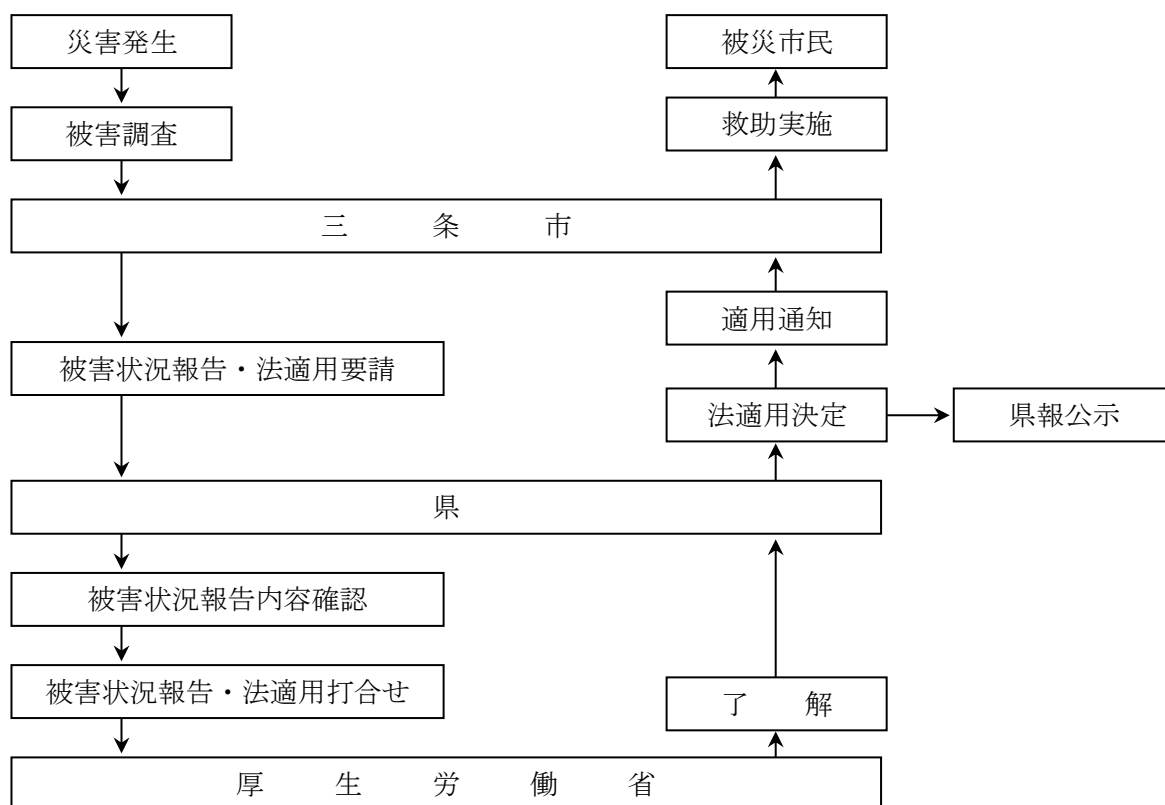 災害発生
被災市民
被害調査
救助実施
三条市
適用通知
被害状況報告・法適用要請
法適用決定
県報公示
県
被害状況報告内容確認
被害状況報告・法適用打合せ
了解
厚生労働省